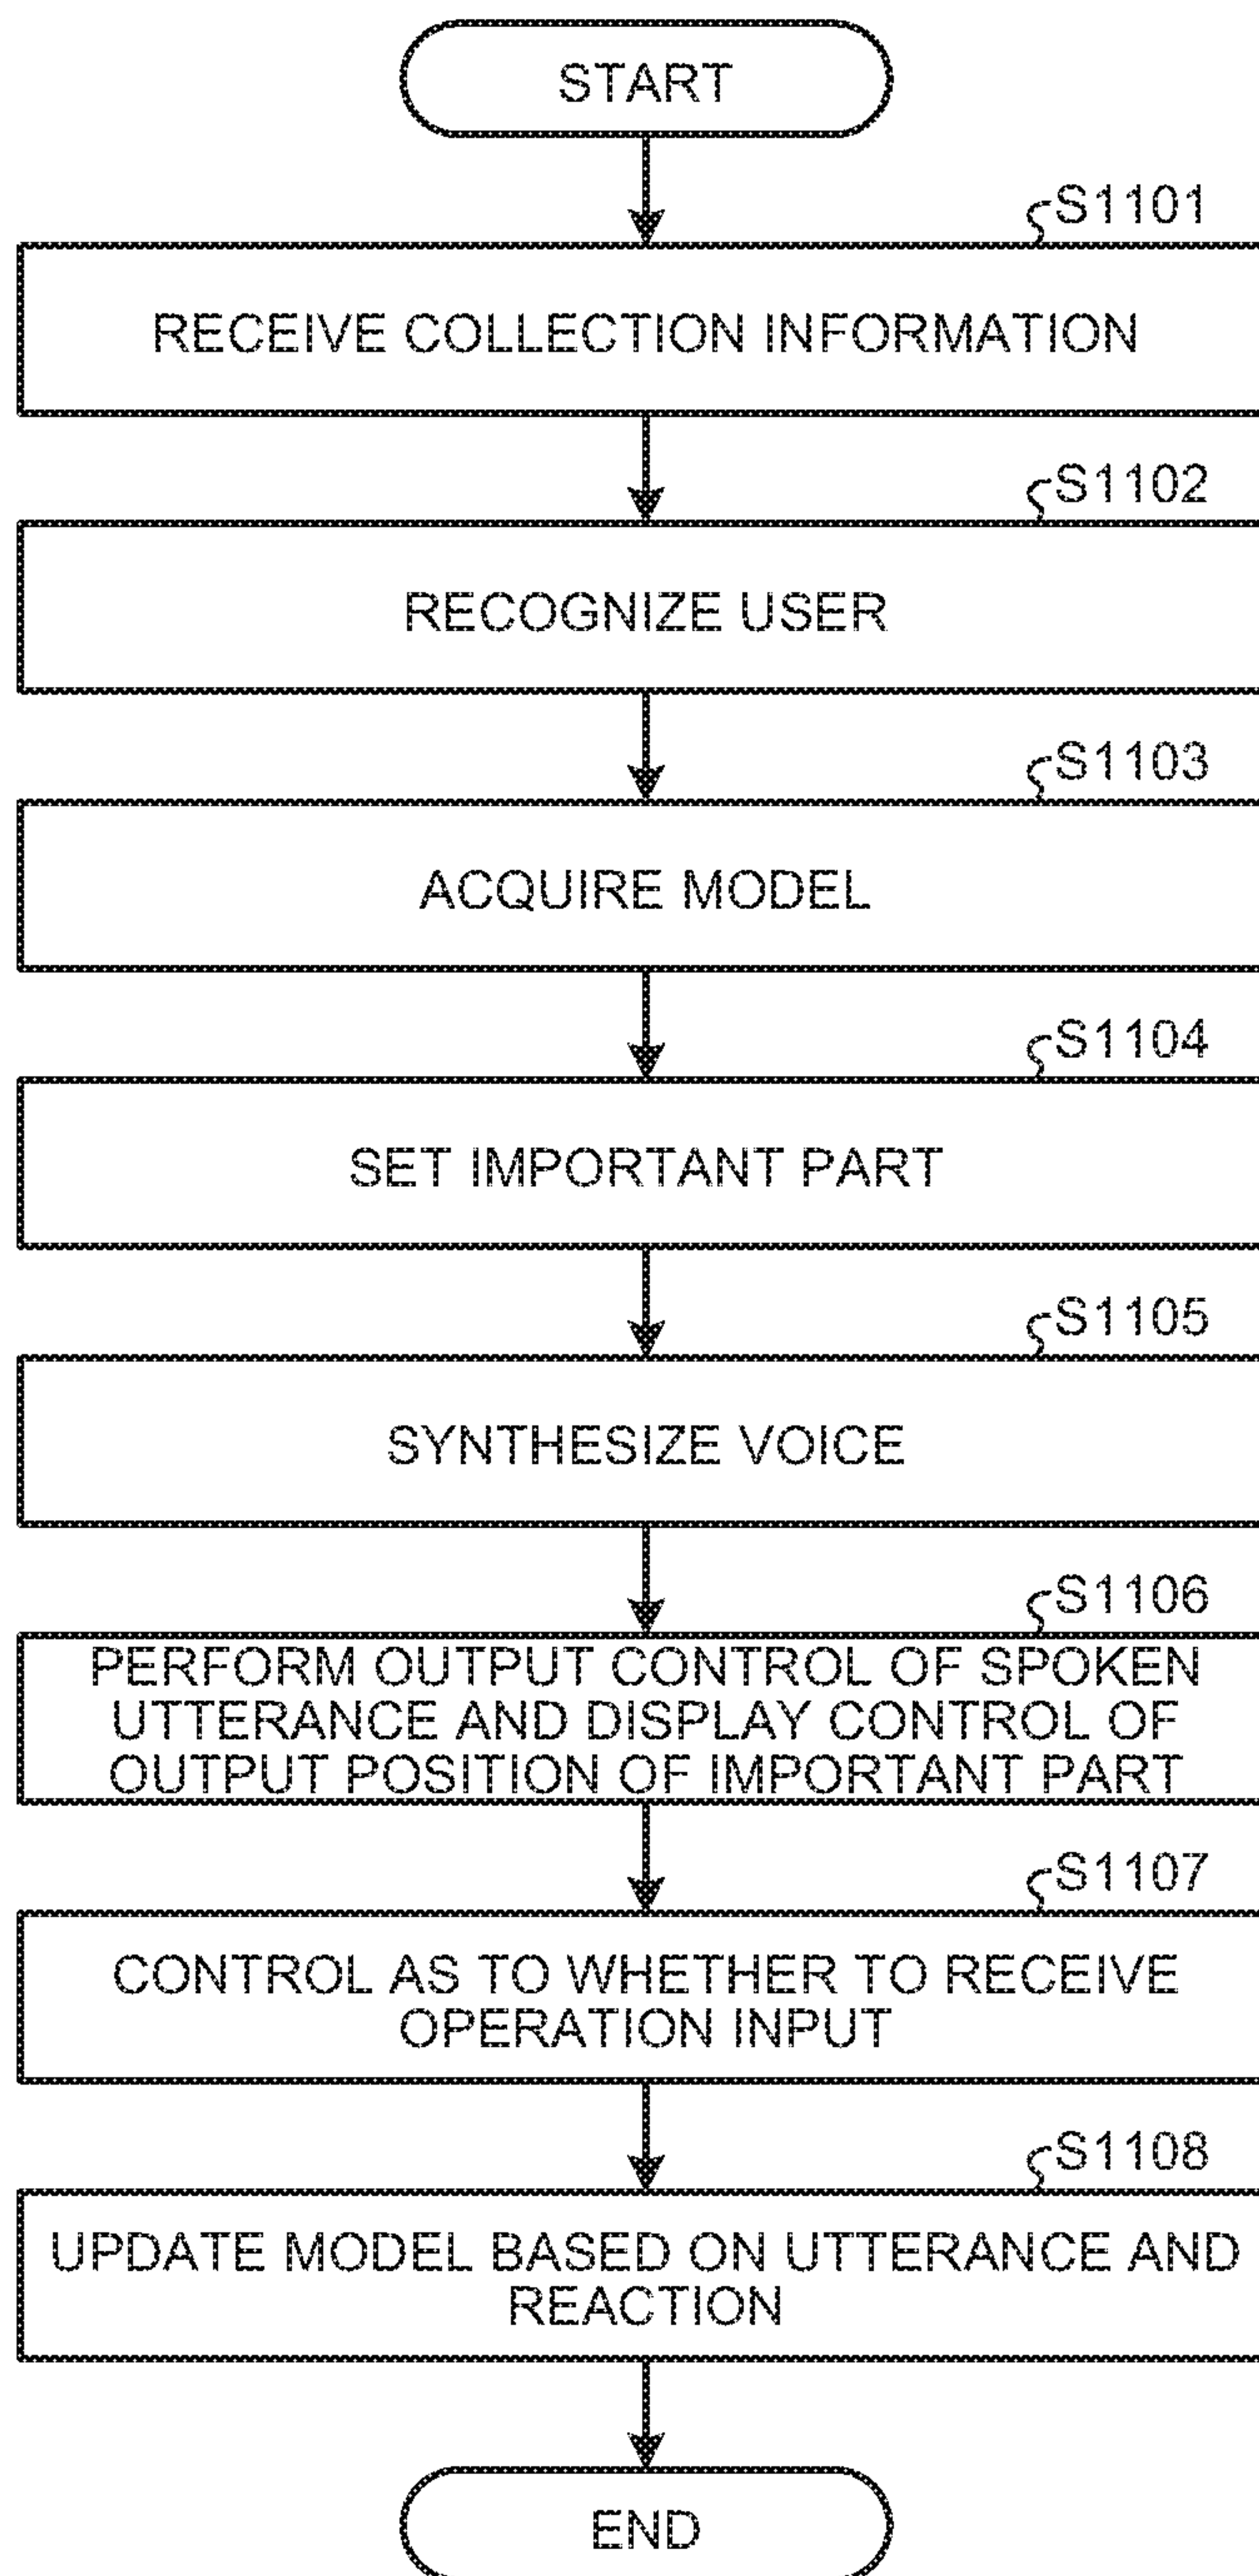 START
S1101
RECEIVE COLLECTION INFORMATION
S1102
RECOGNIZE USER
S1103
ACQUIRE MODEL
S1104
SET IMPORTANT PART
S1105
SYNTHESIZE VOICE
S1106
PERFORM OUTPUT CONTROL OF SPOKEN
UTTERANCE AND DISPLAY CONTROL OF
OUTPUT POSITION OF IMPORTANT PART
S1107
CONTROL AS TO WHETHER TO RECEIVE
OPERATION INPUT
S1108
UPDATE MODEL BASED ON UTTERANCE AND
REACTION
END